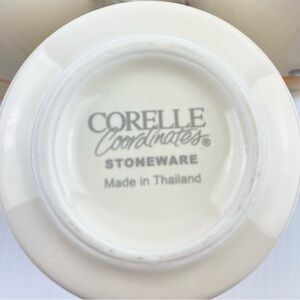 CORELLE
Coordinates®
STONEWARE
Made in Thailand